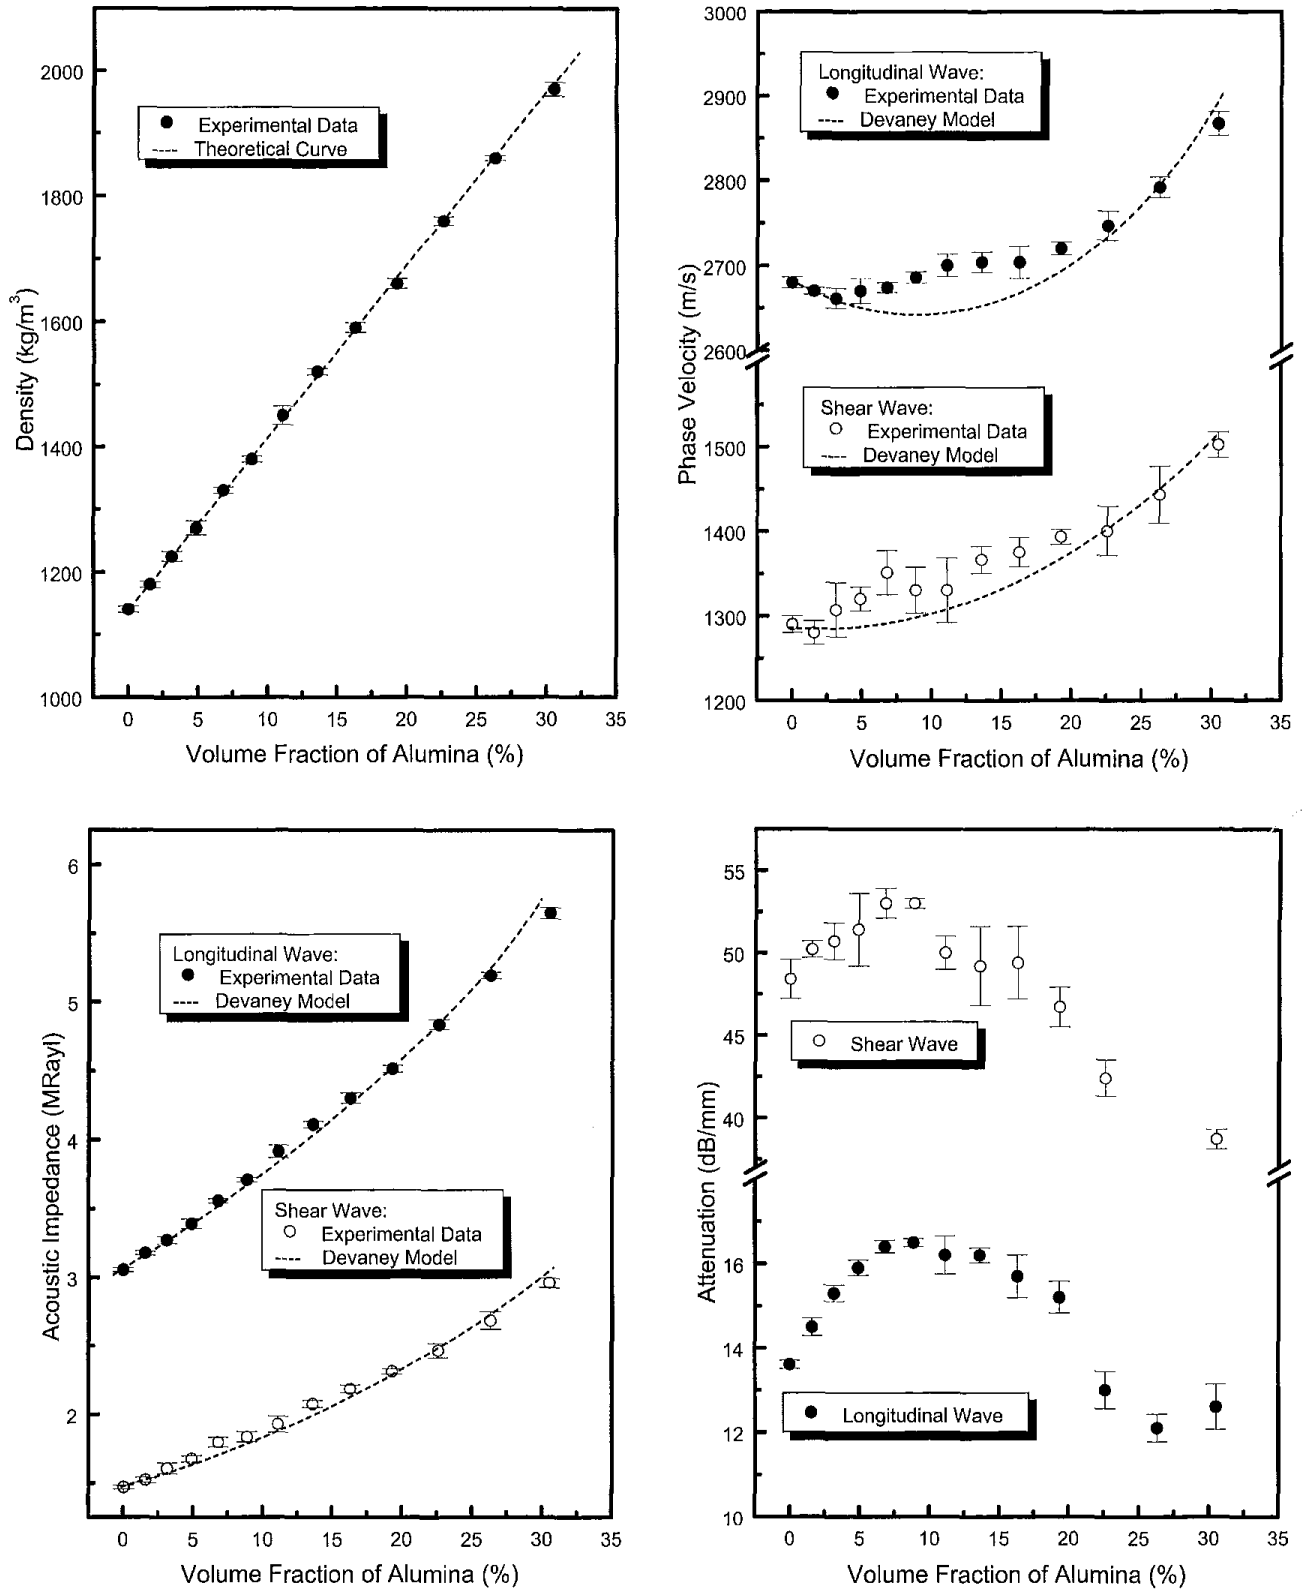 2000
1800
1600
1400
1200
1000
Density (kg/m³)
Experimental Data
Theoretical Curve
0 5 10 15 20 25 30 35
Volume Fraction of Alumina (%)
3000
2900
2800
2700
2600
1500
1400
1300
1200
Phase Velocity (m/s)
Longitudinal Wave:
Experimental Data
Devaney Model
Shear Wave:
Experimental Data
Devaney Model
0 5 10 15 20 25 30 35
Volume Fraction of Alumina (%)
6
5
4
3
2
Acoustic Impedance (MRayl)
Longitudinal Wave:
Experimental Data
Devaney Model
Shear Wave:
Experimental Data
Devaney Model
0 5 10 15 20 25 30 35
Volume Fraction of Alumina (%)
55
50
45
40
16
14
12
10
Attenuation (dB/mm)
Shear Wave
Longitudinal Wave
0 5 10 15 20 25 30 35
Volume Fraction of Alumina (%)